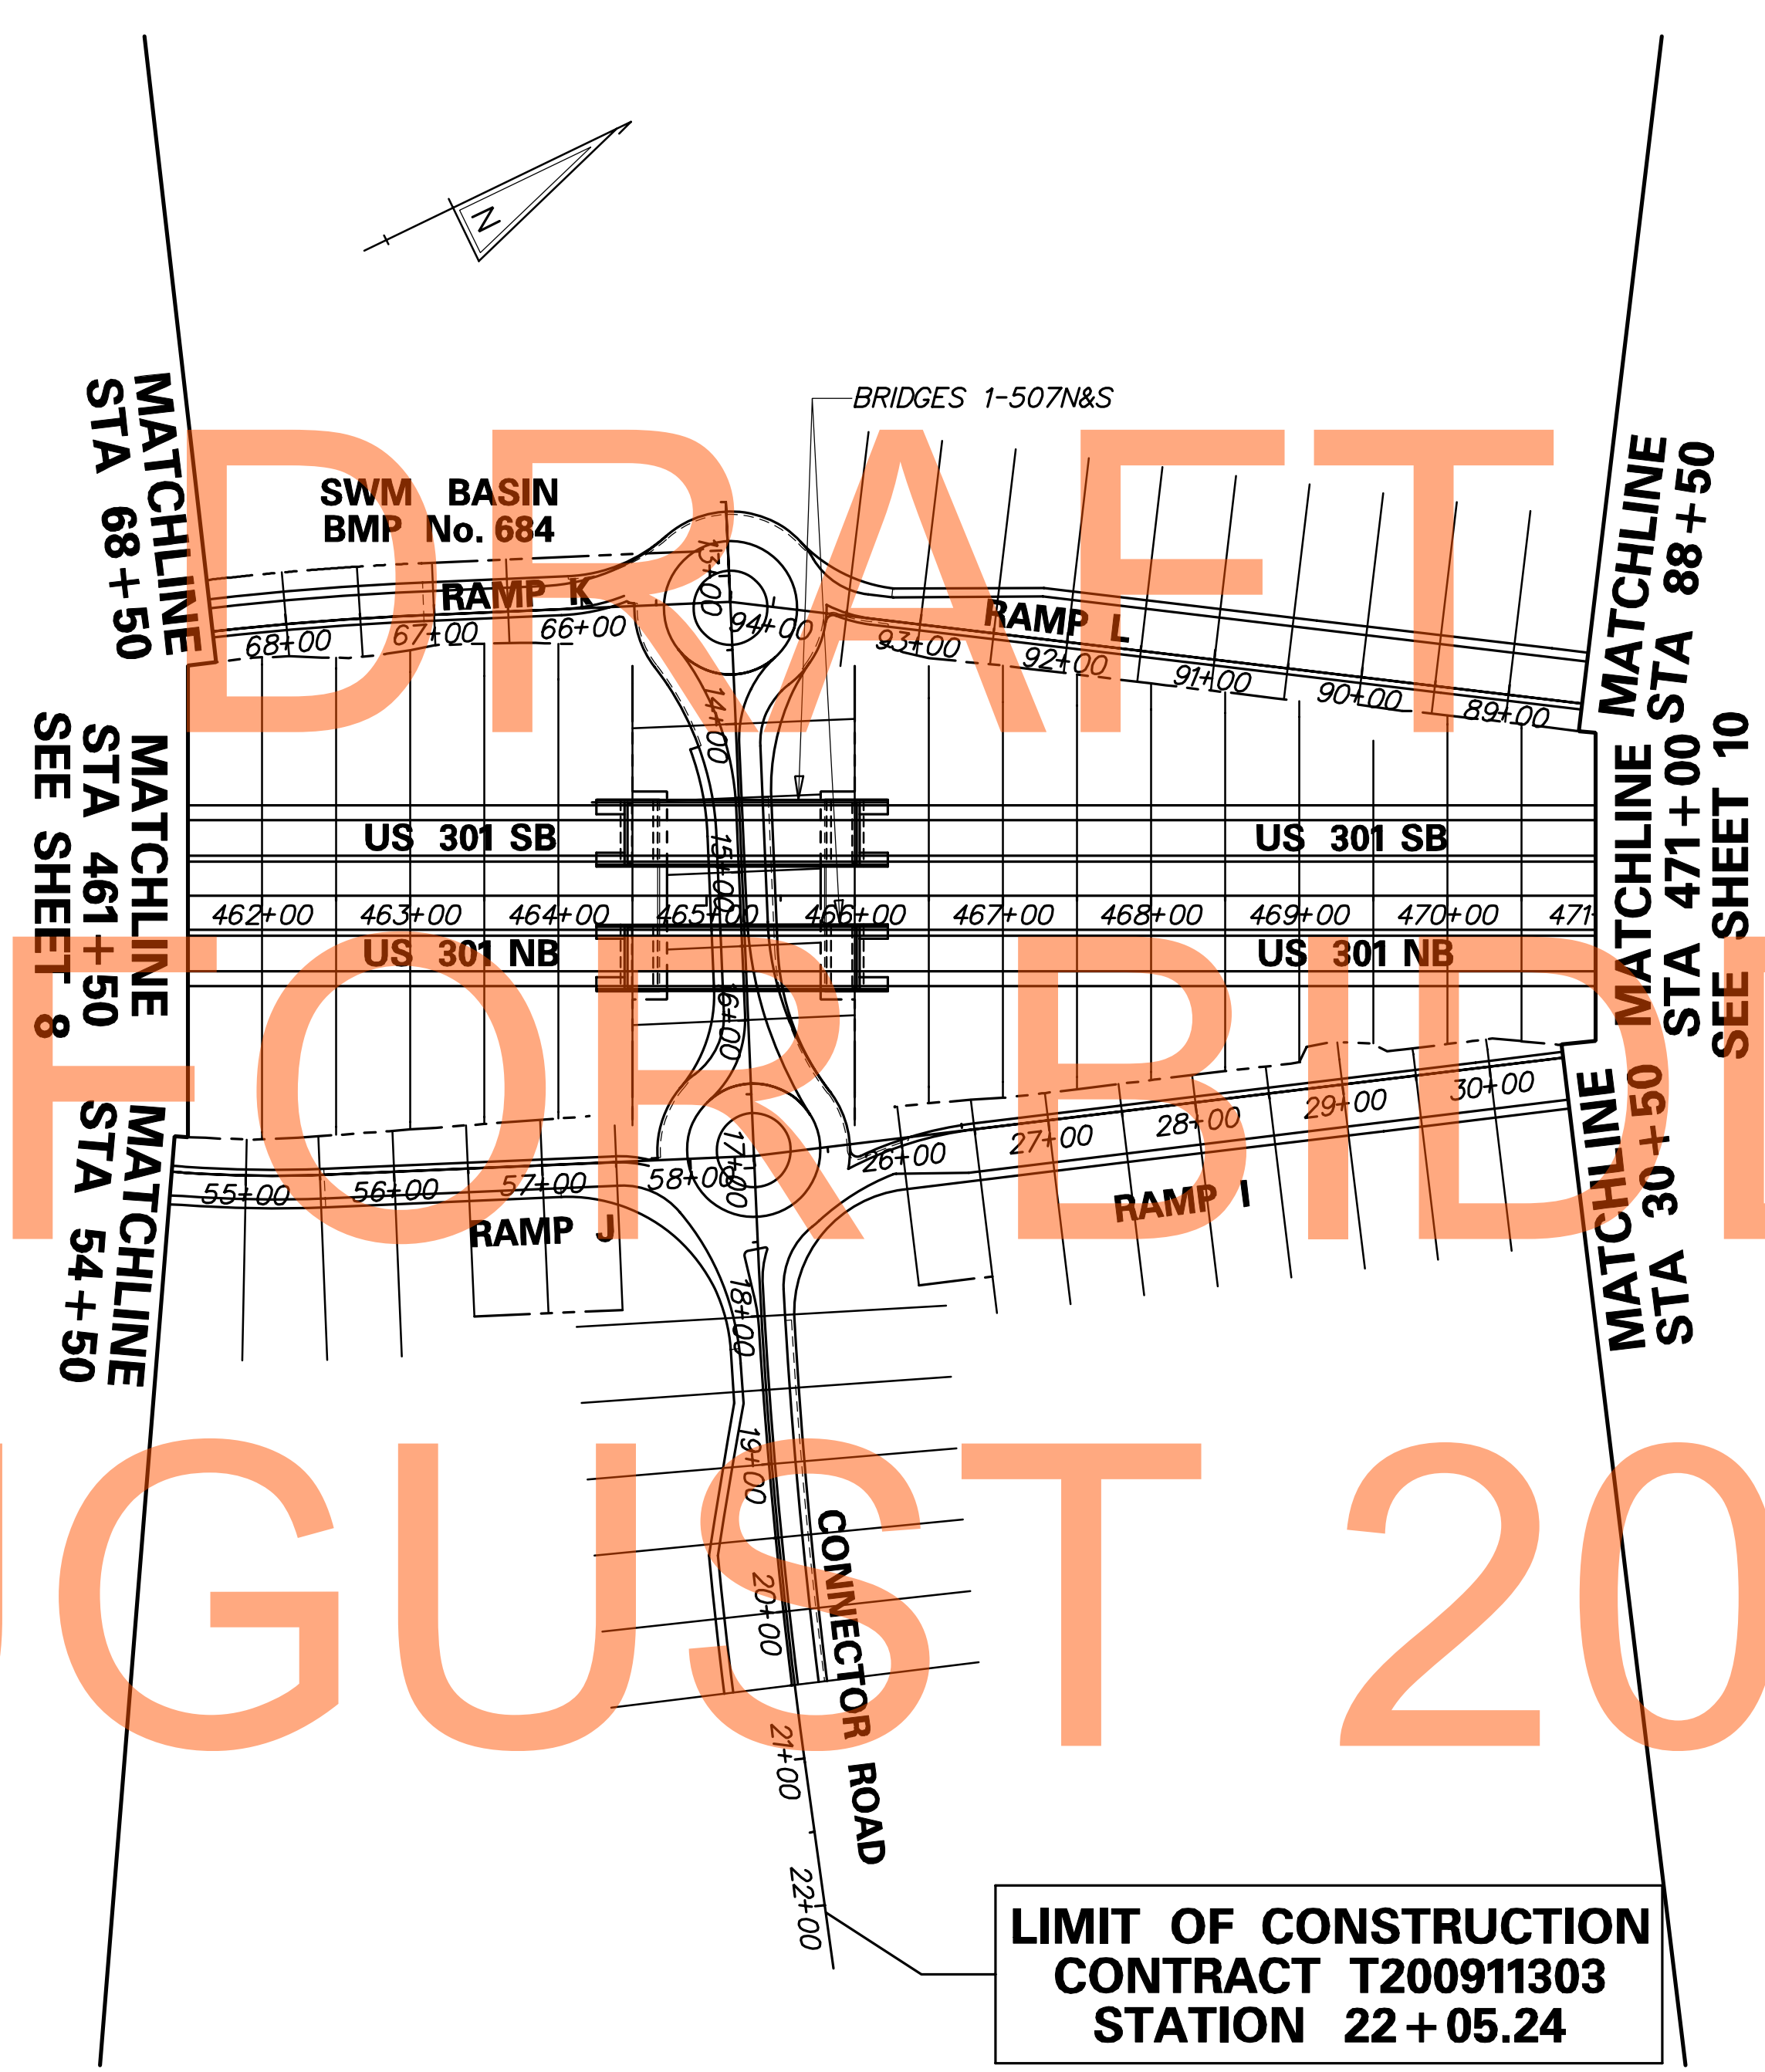 N
BRIDGES 1-507N&S
MATCHLINE
STA 68+50
SWM BASIN
BMP No. 684
RAMP K
68+00
67+00
66+00
13+00
94+00
RAMP L
93+00
92+00
91+00
90+00
89+00
MATCHLINE
STA 88+50
14+00
MATCHLINE
STA 461+50
SEE SHEET 8
US 301 SB
US 301 SB
15+00
462+00
463+00
464+00
465+00
466+00
467+00
468+00
469+00
470+00
471+
US 301 NB
US 301 NB
MATCHLINE
STA 471+00
SEE SHEET 10
16+00
MATCHLINE
STA 54+50
55+00
56+00
57+00
58+00
RAMP J
17+00
26+00
27+00
28+00
29+00
30+00
RAMP I
MATCHLINE
STA 30+50
18+00
19+00
20+00
21+00
22+00
CONNECTOR ROAD
LIMIT OF CONSTRUCTION
CONTRACT T200911303
STATION 22+05.24
DRAFT
FOR BID
UGUST 20